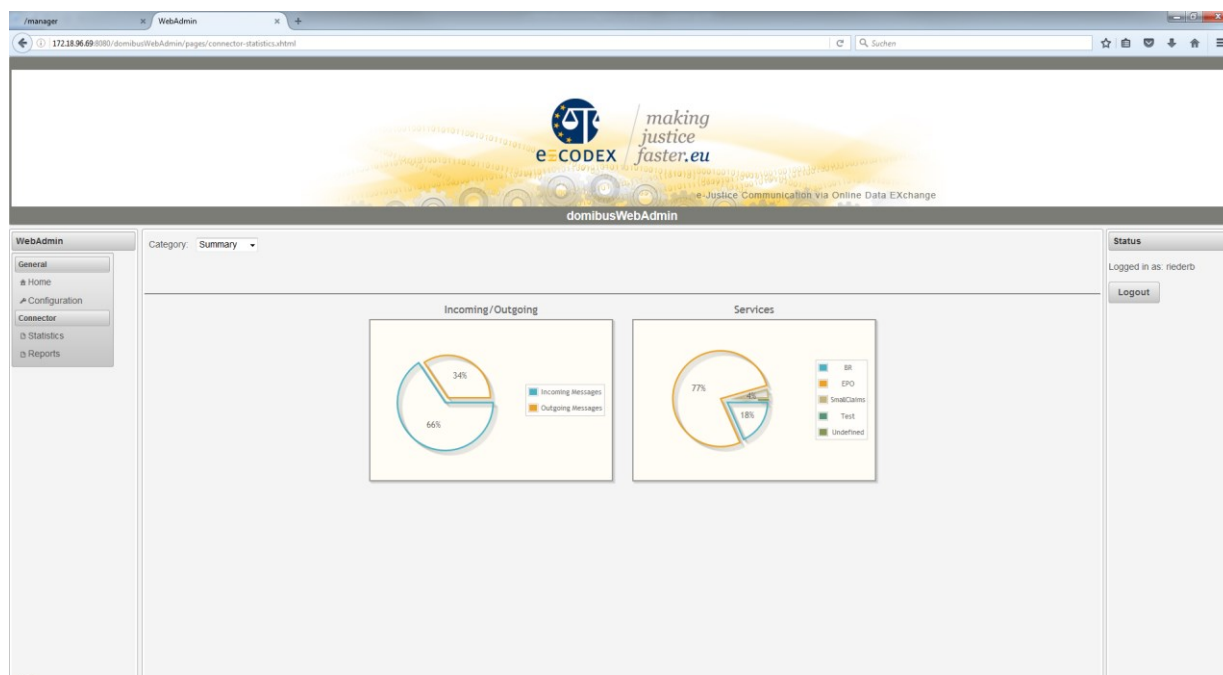 /manager
WebAdmin
172.18.96.69:8080/domibusWebAdmin/pages/connector-statistics.xhtml
Suchen
making
justice
faster.eu
e-CODEX
e-Justice Communication via Online Data EXchange
domibusWebAdmin
WebAdmin
General
Home
Configuration
Connector
Statistics
Reports
Category: Summary
Incoming/Outgoing
34%
66%
Incoming Messages
Outgoing Messages
Services
77%
4%
18%
BR
EPO
SmallClaims
Test
Undefined
Status
Logged in as: riederb
Logout